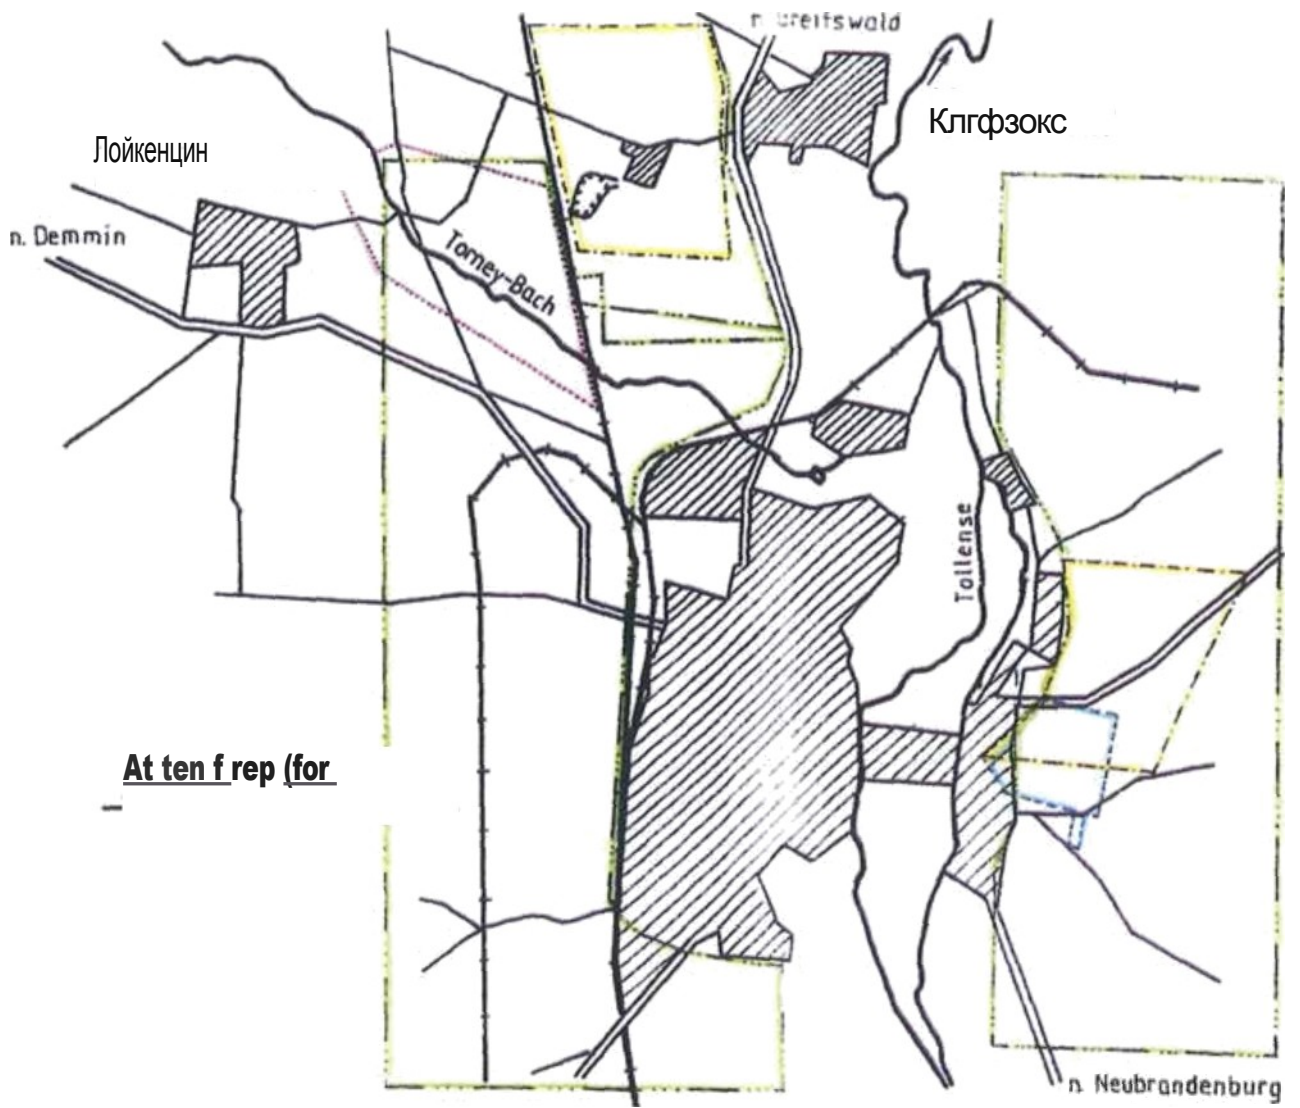 n. Greifswald
Клгфзокс
Лойкенцин
n. Demmin
Tomey-Bach
Tollense
At ten f rep (for
–
n. Neubrandenburg